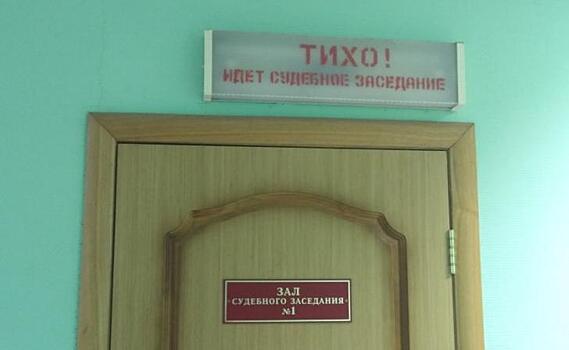 ТИХО!
ИДЕТ СУДЕБНОЕ ЗАСЕДАНИЕ
ЗАЛ
СУДЕБНОГО ЗАСЕДАНИЯ
№1